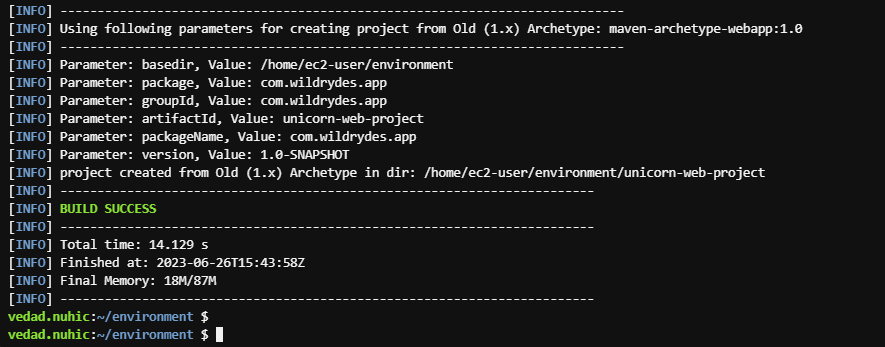 [INFO] ----------------------------------------------------------------------------
[INFO] Using following parameters for creating project from Old (1.x) Archetype: maven-archetype-webapp:1.0
[INFO] ----------------------------------------------------------------------------
[INFO] Parameter: basedir, Value: /home/ec2-user/environment
[INFO] Parameter: package, Value: com.wildrydes.app
[INFO] Parameter: groupId, Value: com.wildrydes.app
[INFO] Parameter: artifactId, Value: unicorn-web-project
[INFO] Parameter: packageName, Value: com.wildrydes.app
[INFO] Parameter: version, Value: 1.0-SNAPSHOT
[INFO] project created from Old (1.x) Archetype in dir: /home/ec2-user/environment/unicorn-web-project
[INFO] ------------------------------------------------------------------------
[INFO] BUILD SUCCESS
[INFO] ------------------------------------------------------------------------
[INFO] Total time: 14.129 s
[INFO] Finished at: 2023-06-26T15:43:58Z
[INFO] Final Memory: 18M/87M
[INFO] ------------------------------------------------------------------------
vedad.nuhic:~/environment $
vedad.nuhic:~/environment $